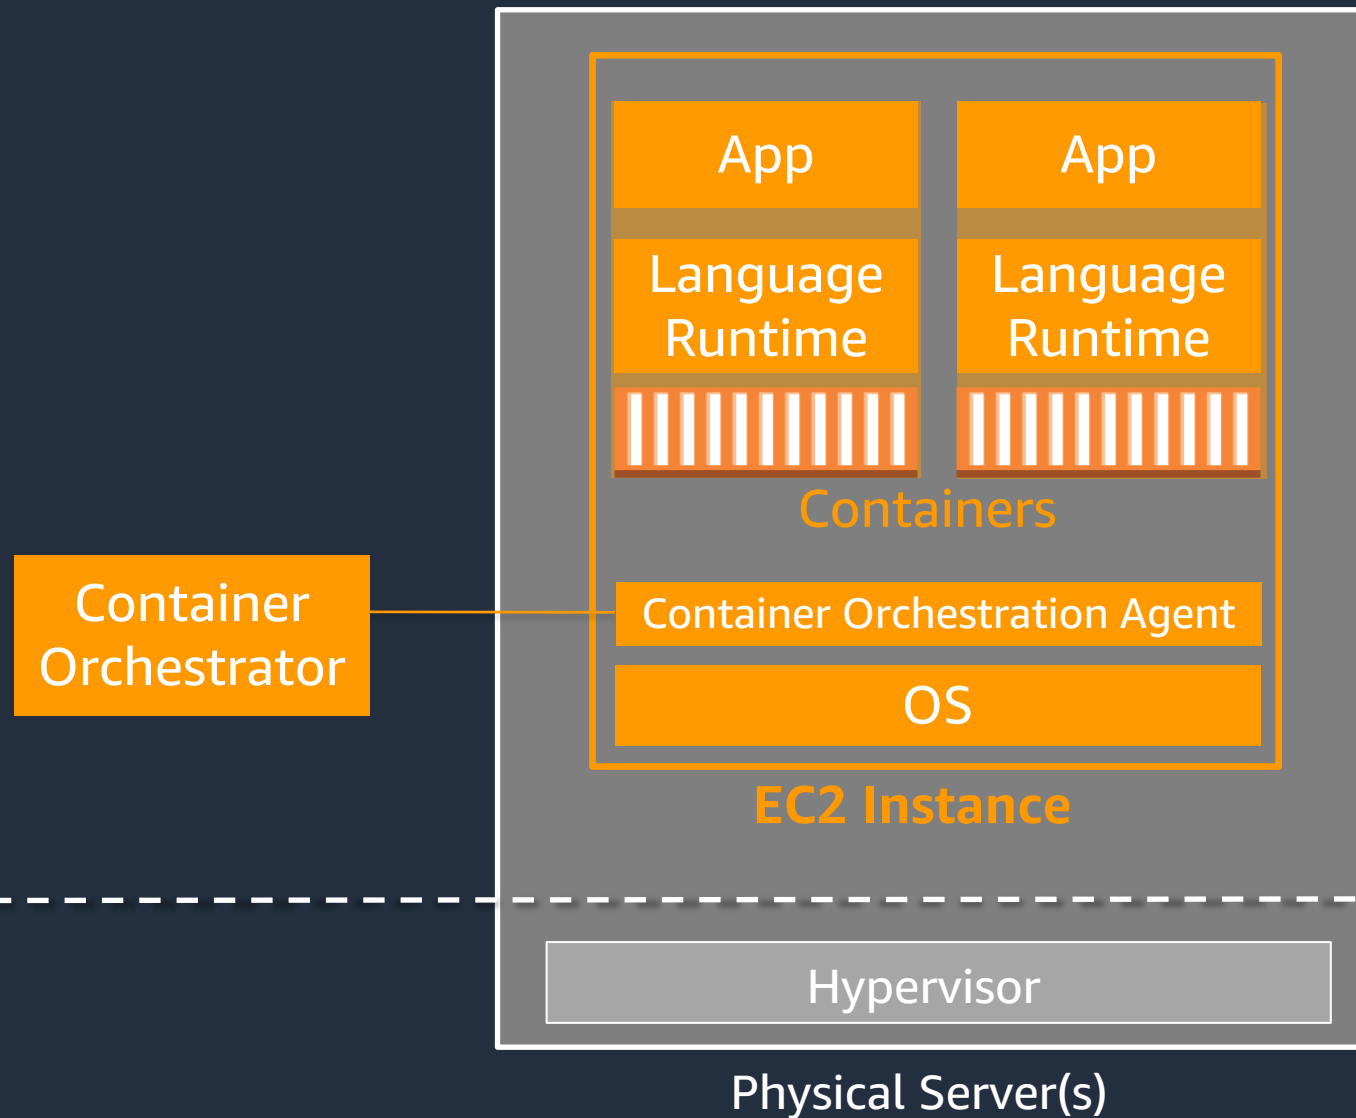 App
App
Language
Runtime
Language
Runtime
Containers
Container
Orchestrator
Container Orchestration Agent
OS
EC2 Instance
Hypervisor
Physical Server(s)